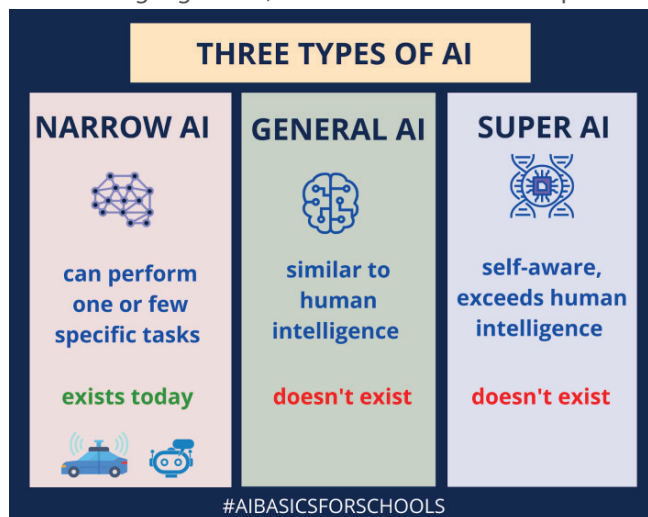 THREE TYPES OF AI
NARROW AI
can perform
one or few
specific tasks
exists today
GENERAL AI
similar to
human
intelligence
doesn't exist
SUPER AI
self-aware,
exceeds human
intelligence
doesn't exist
#AIBASICSFORSCHOOLS